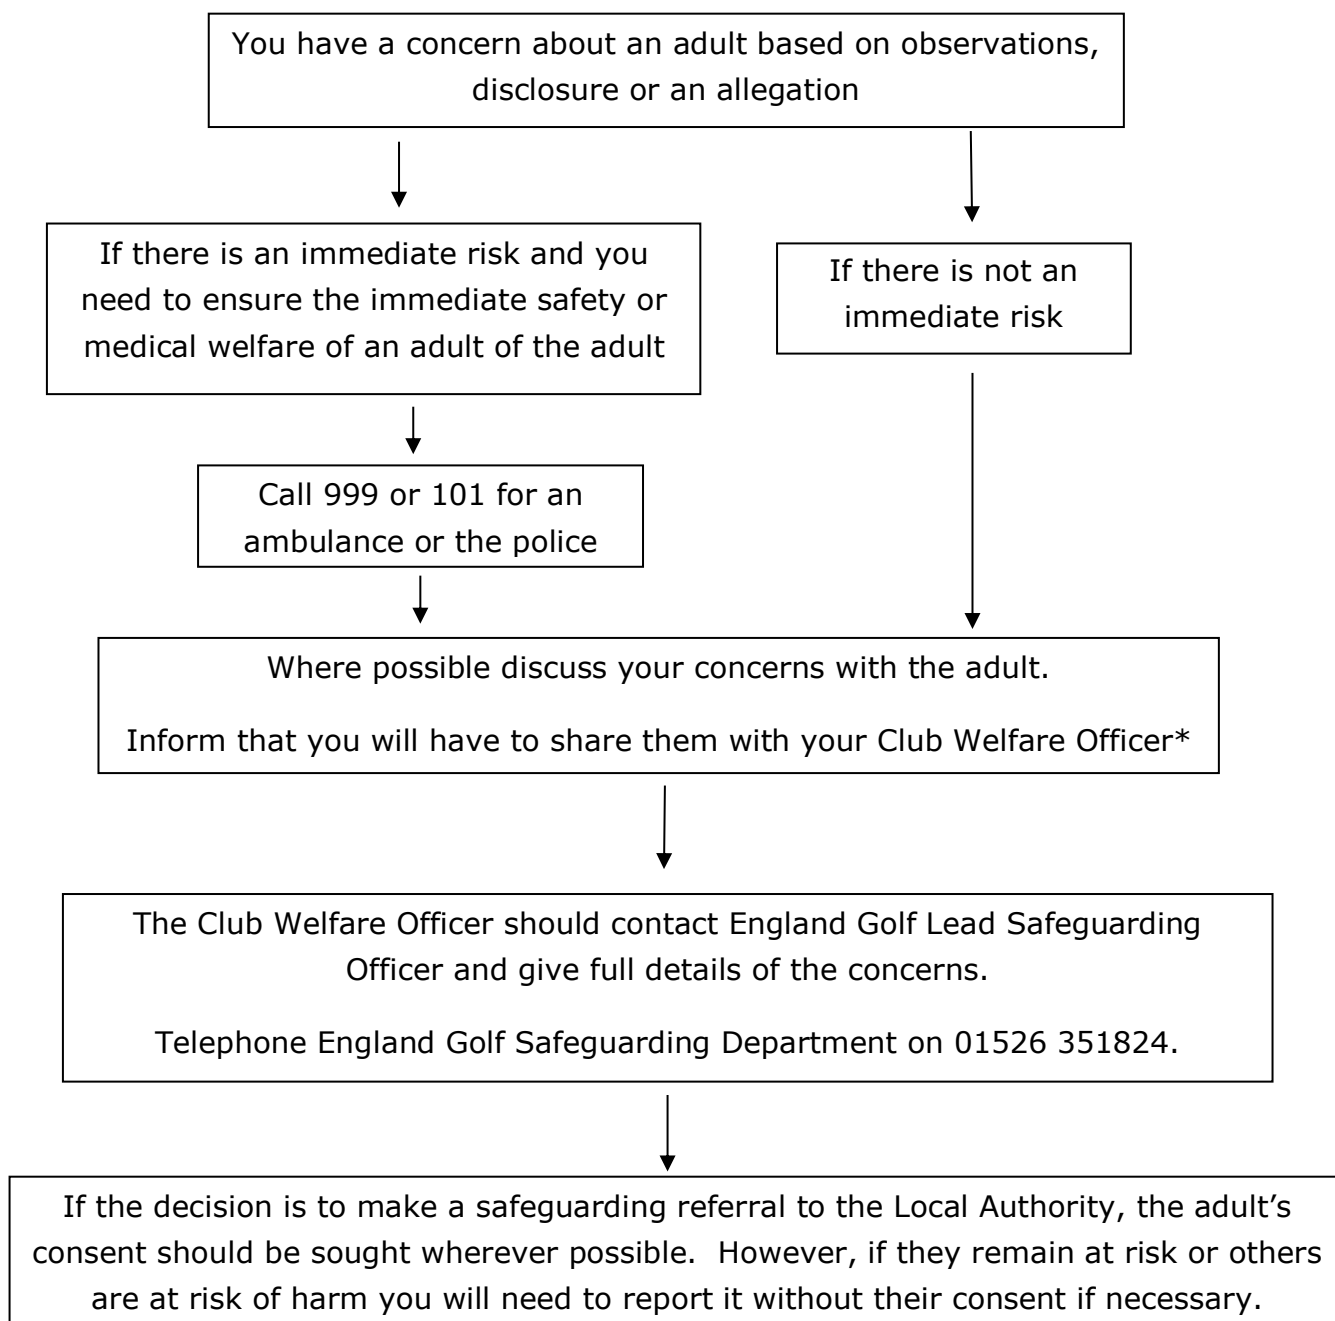 You have a concern about an adult based on observations,
disclosure or an allegation
If there is an immediate risk and you
need to ensure the immediate safety or
medical welfare of an adult of the adult
If there is not an
immediate risk
Call 999 or 101 for an
ambulance or the police
Where possible discuss your concerns with the adult.
Inform that you will have to share them with your Club Welfare Officer*
The Club Welfare Officer should contact England Golf Lead Safeguarding
Officer and give full details of the concerns.
Telephone England Golf Safeguarding Department on 01526 351824.
If the decision is to make a safeguarding referral to the Local Authority, the adult’s
consent should be sought wherever possible.  However, if they remain at risk or others
are at risk of harm you will need to report it without their consent if necessary.